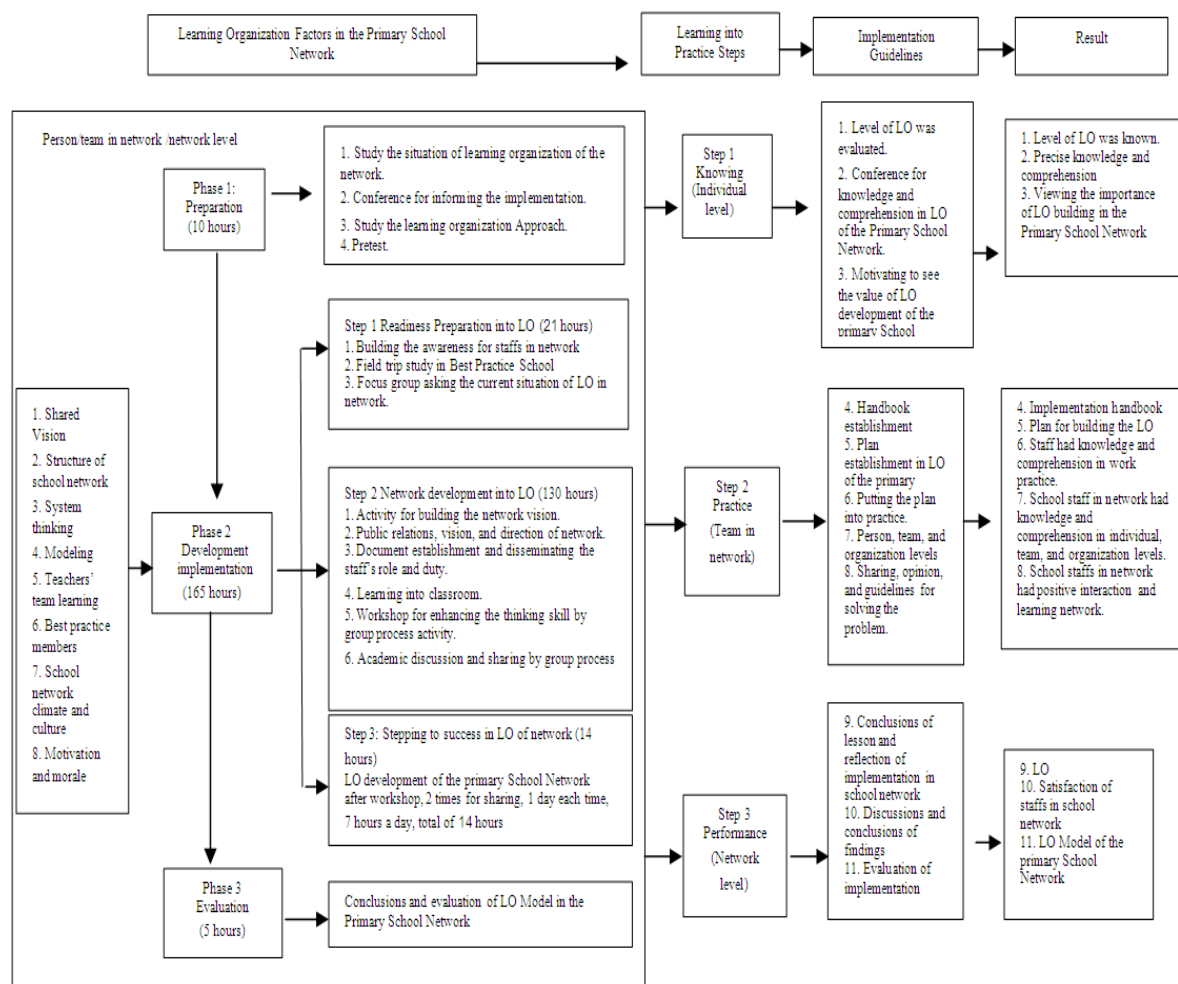 Learning Organization Factors in the Primary School
Network
Learning into
Practice Steps
Implementation
Guidelines
Result
Person/team in network /network level
Phase 1:
Preparation
(10 hours)
1. Study the situation of learning organization of the
network.
2. Conference for informing the implementation.
3. Study the learning organization Approach.
4. Pretest.
Step 1
Knowing
(Individual
level)
1. Level of LO was
evaluated.
2. Conference for
knowledge and
comprehension in LO
of the Primary School
Network.
3. Motivating to see
the value of LO
development of the
primary School
1. Level of LO was known.
2. Precise knowledge and
comprehension
3. Viewing the importance
of LO building in the
Primary School Network
1. Shared
Vision
2. Structure of
school network
3. System
thinking
4. Modeling
5. Teachers'
team learning
6. Best practice
members
7. School
network
climate and
culture
8. Motivation
and morale
Phase 2
Development
implementation
(165 hours)
Step 1 Readiness Preparation into LO (21 hours)
1. Building the awareness for staffs in network
2. Field trip study in Best Practice School
3. Focus group asking the current situation of LO in
network.
Step 2 Network development into LO (130 hours)
1. Activity for building the network vision.
2. Public relations, vision, and direction of network.
3. Document establishment and disseminating the
staff's role and duty.
4. Learning into classroom.
5. Workshop for enhancing the thinking skill by
group process activity.
6. Academic discussion and sharing by group process
Step 3: Stepping to success in LO of network (14
hours)
LO development of the primary School Network
after workshop, 2 times for sharing, 1 day each time,
7 hours a day, total of 14 hours
Step 2
Practice
(Team in
network)
4. Handbook
establishment
5. Plan
establishment in LO
of the primary
6. Putting the plan
into practice.
7. Person, team, and
organization levels
8. Sharing, opinion,
and guidelines for
solving the
problem.
4. Implementation handbook
5. Plan for building the LO
6. Staff had knowledge and
comprehension in work
practice.
7. School staff in network had
knowledge and
comprehension in individual,
team, and organization levels.
8. School staffs in network
had positive interaction and
learning network.
Phase 3
Evaluation
(5 hours)
Conclusions and evaluation of LO Model in the
Primary School Network
Step 3
Performance
(Network
level)
9. Conclusions of
lesson and
reflection of
implementation in
school network
10. Discussions and
conclusions of
findings
11. Evaluation of
implementation
9. LO
10. Satisfaction of
staffs in school
network
11. LO Model of the
primary School
Network